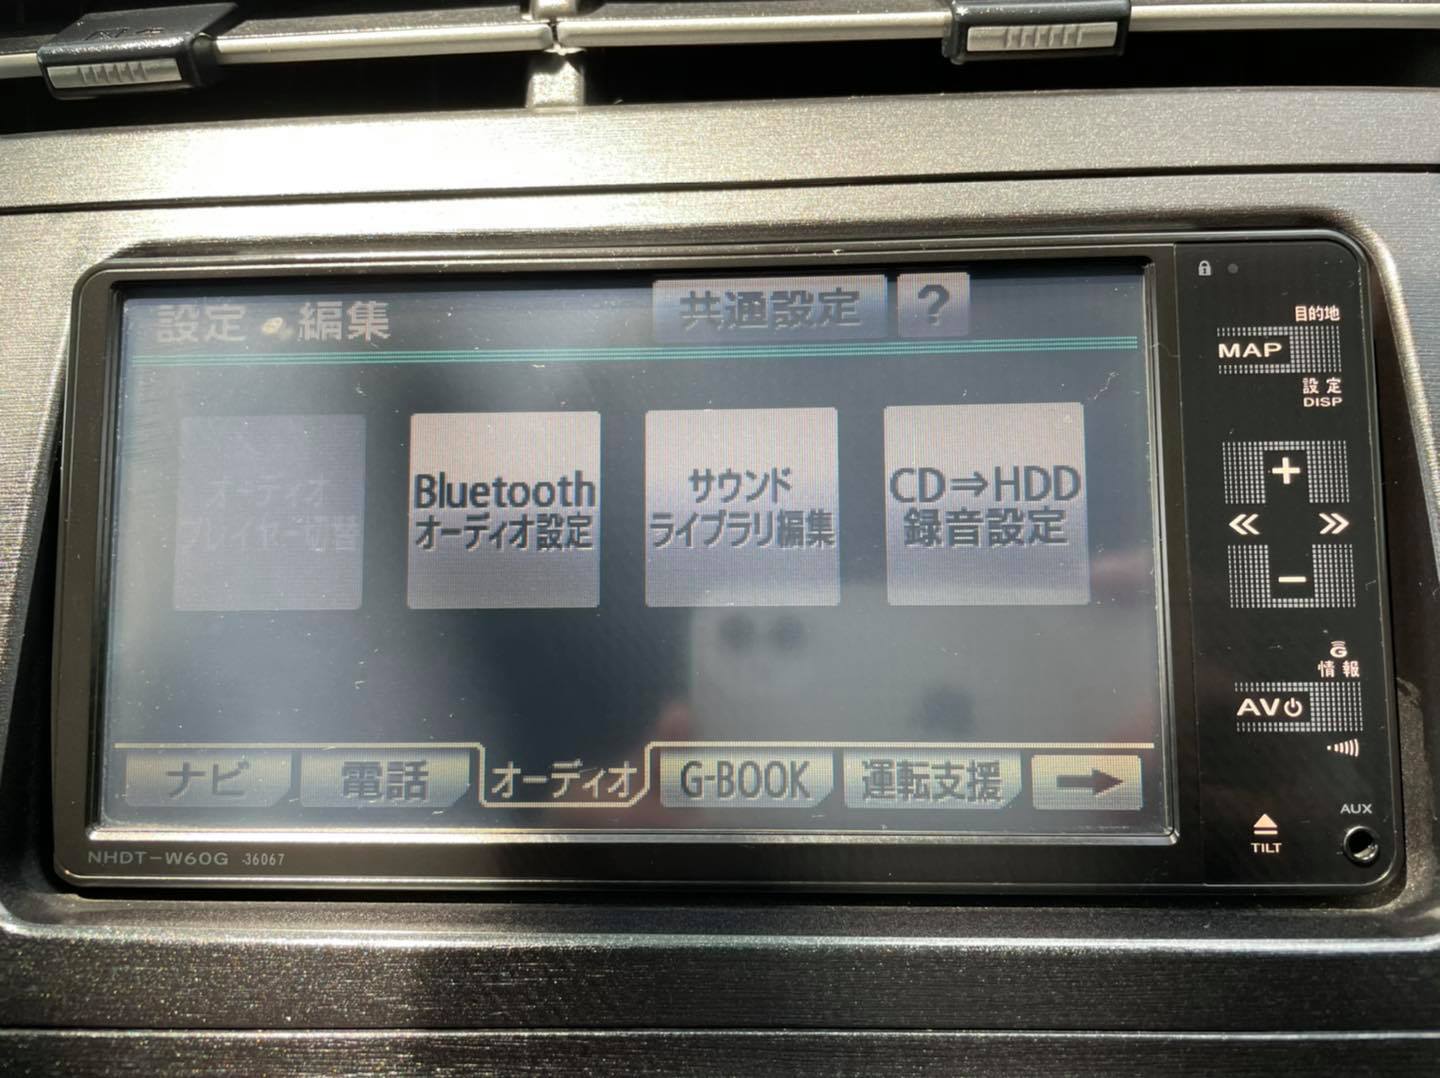 設定・編集
共通設定
?
オーディオ
プレイヤー切替
Bluetooth
オーディオ設定
サウンド
ライブラリ編集
CD⇒HDD
録音設定
ナビ
電話
オーディオ
G-BOOK
運転支援
NHDT-W60G -36067
目的地
MAP
設定
DISP
+
−
G
情報
AV
TILT
AUX